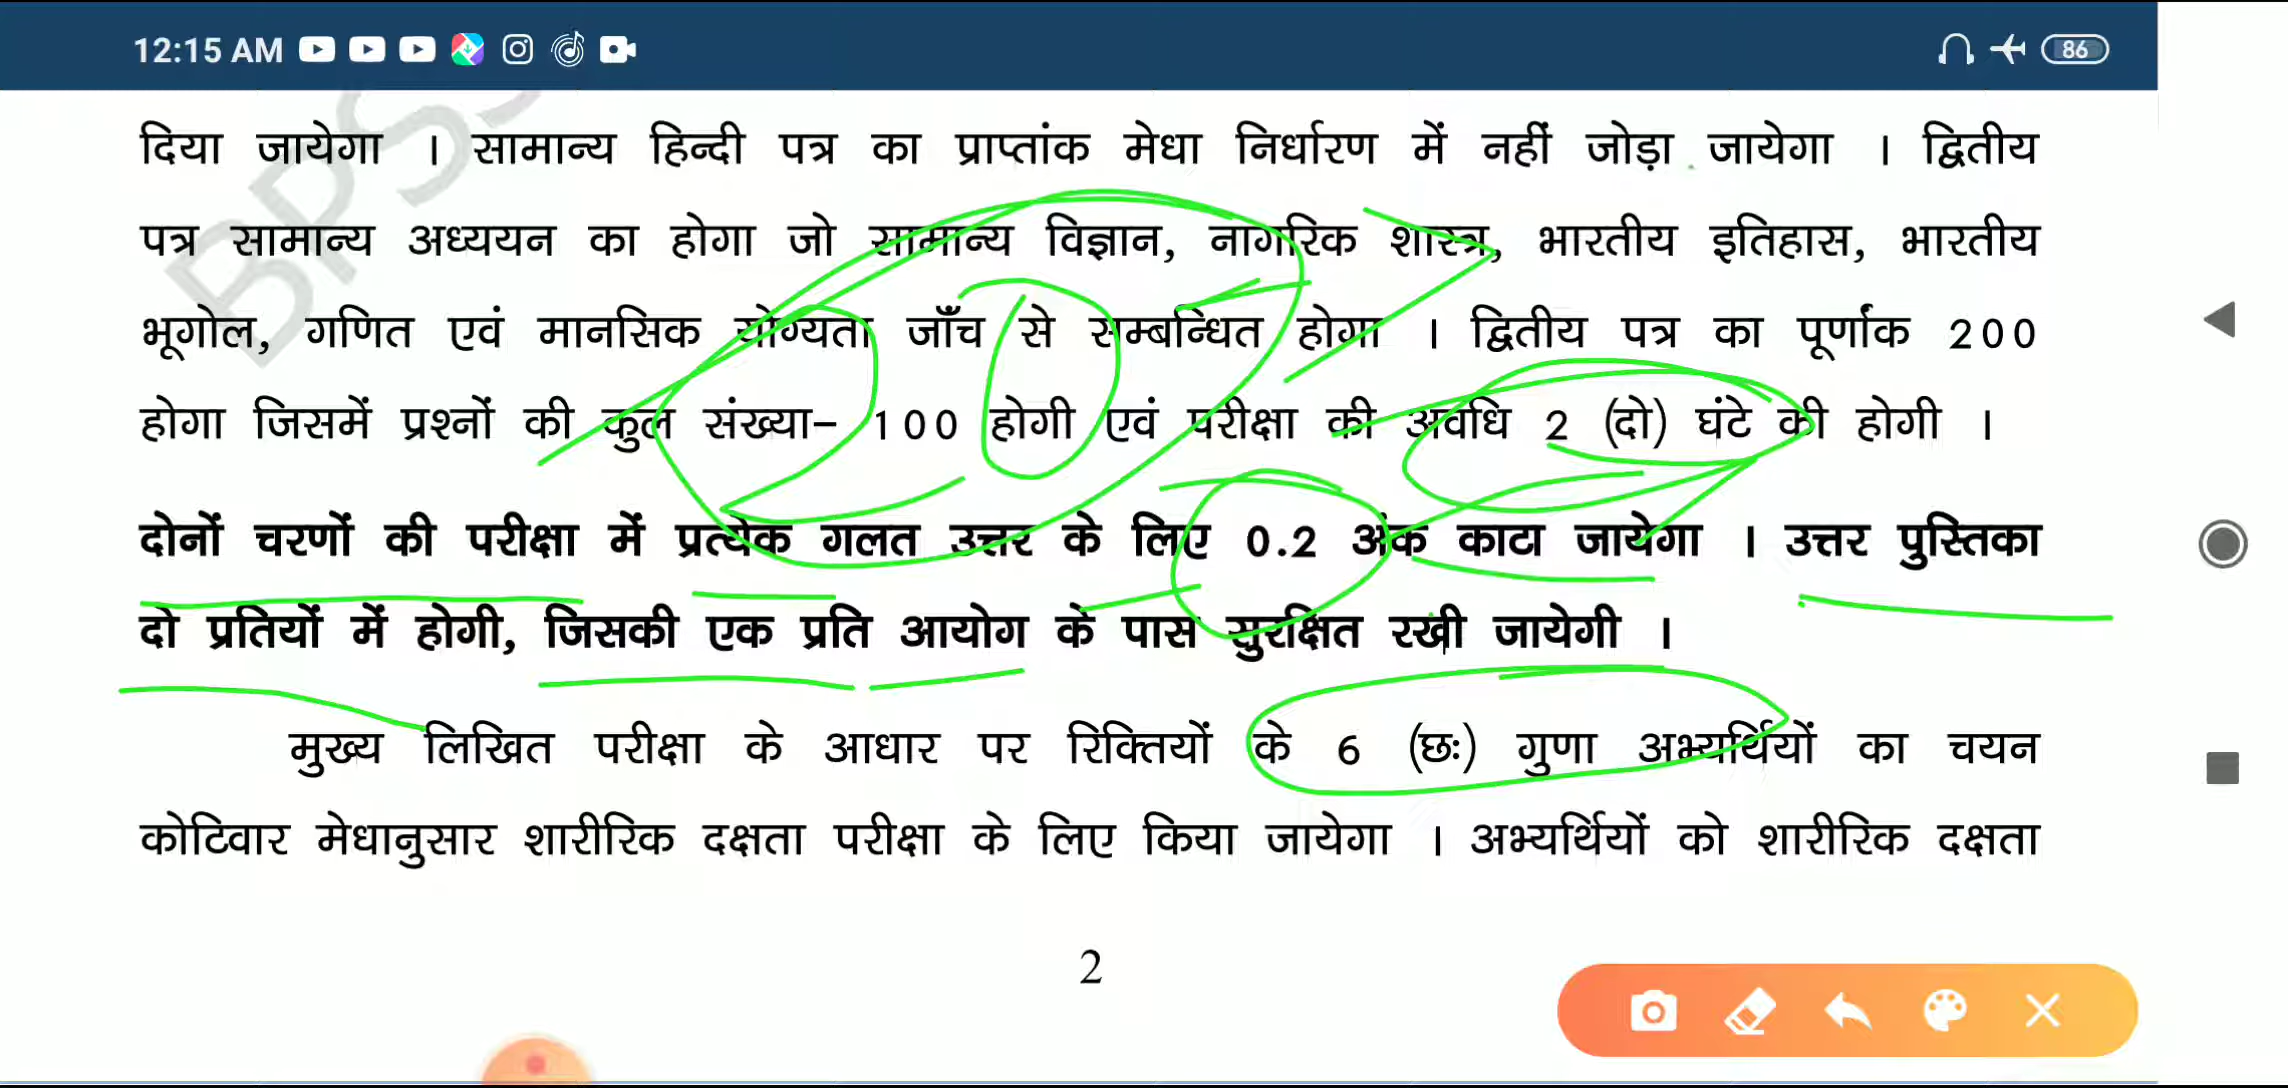 12:15 AM
86
दिया जायेगा । सामान्य हिन्दी पत्र का प्राप्तांक मेधा निर्धारण में नहीं जोड़ा जायेगा । द्वितीय
पत्र सामान्य अध्ययन का होगा जो सामान्य विज्ञान, नागरिक शास्त्र, भारतीय इतिहास, भारतीय
भूगोल, गणित एवं मानसिक योग्यता जाँच से सम्बन्धित होगा । द्वितीय पत्र का पूर्णांक 200
होगा जिसमें प्रश्नों की कुल संख्या– 100 होगी एवं परीक्षा की अवधि 2 (दो) घंटे की होगी ।
दोनों चरणों की परीक्षा में प्रत्येक गलत उत्तर के लिए 0.2 अंक काटा जायेगा । उत्तर पुस्तिका
दो प्रतियों में होगी, जिसकी एक प्रति आयोग के पास सुरक्षित रखी जायेगी ।
मुख्य लिखित परीक्षा के आधार पर रिक्तियों के 6 (छः) गुणा अभ्यर्थियों का चयन
कोटिवार मेधानुसार शारीरिक दक्षता परीक्षा के लिए किया जायेगा । अभ्यर्थियों को शारीरिक दक्षता
2